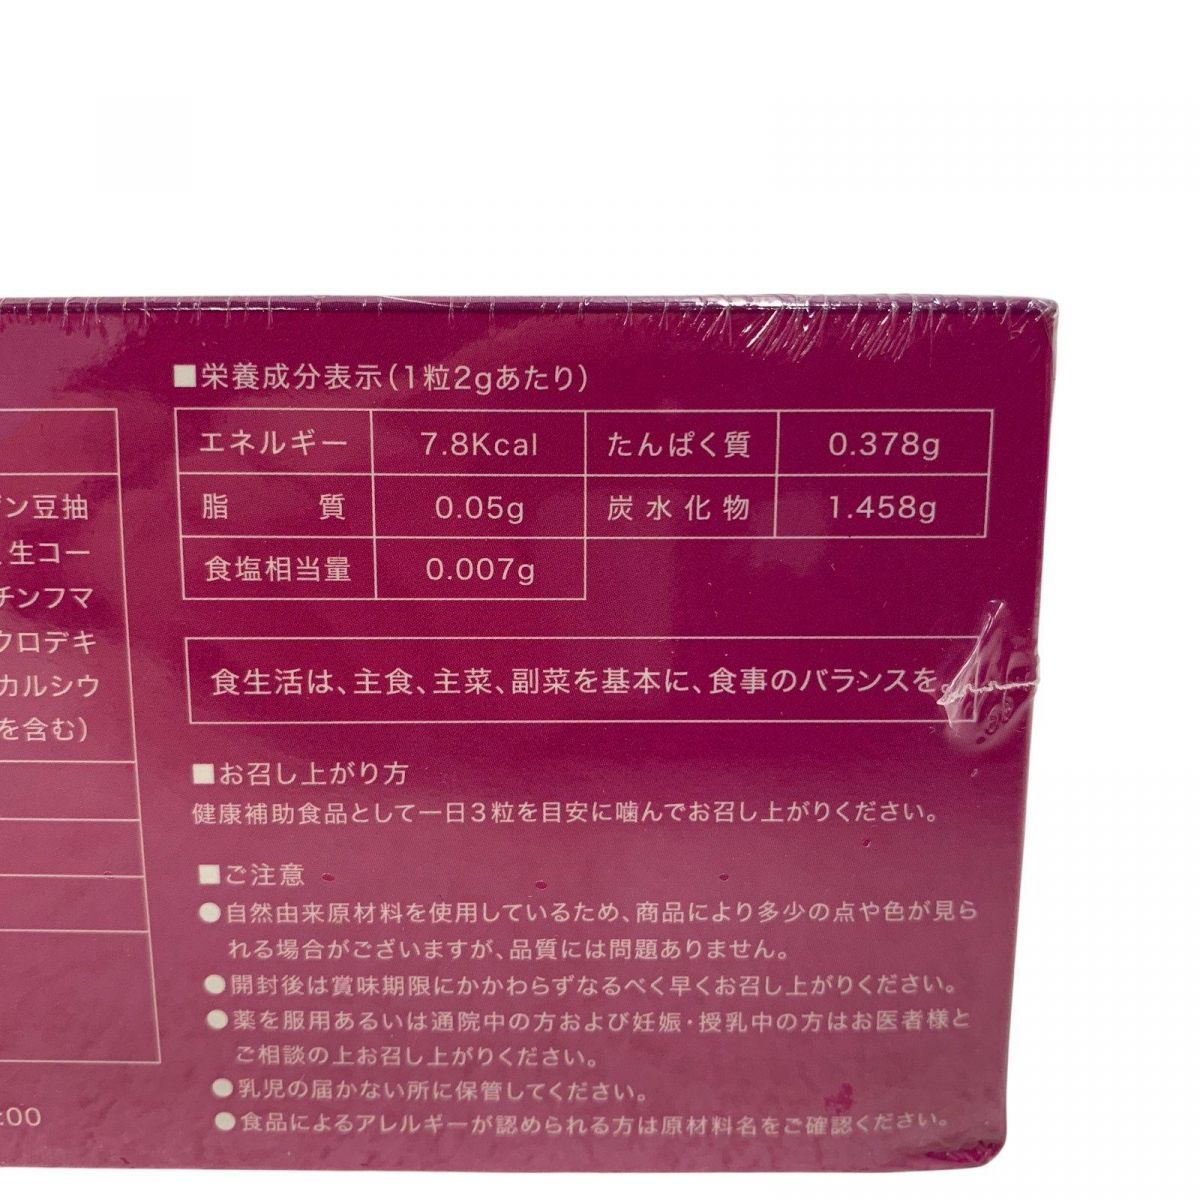 ン豆抽
生コー
チンフマ
クロデキ
カルシウ
を含む)
:00
■栄養成分表示(1粒2gあたり)
エネルギー 7.8Kcal たんぱく質 0.378g
脂質 0.05g 炭水化物 1.458g
食塩相当量 0.007g
食生活は、主食、主菜、副菜を基本に、食事のバランスを。
■お召し上がり方
健康補助食品として一日3粒を目安に噛んでお召し上がりください。
■ご注意
●自然由来原材料を使用しているため、商品により多少の点や色が見ら
れる場合がございますが、品質には問題ありません。
●開封後は賞味期限にかかわらずなるべく早くお召し上がりください。
●薬を服用あるいは通院中の方および妊娠・授乳中の方はお医者様と
ご相談の上お召し上がりください。
●乳児の届かない所に保管してください。
●食品によるアレルギーが認められる方は原材料名をご確認ください。